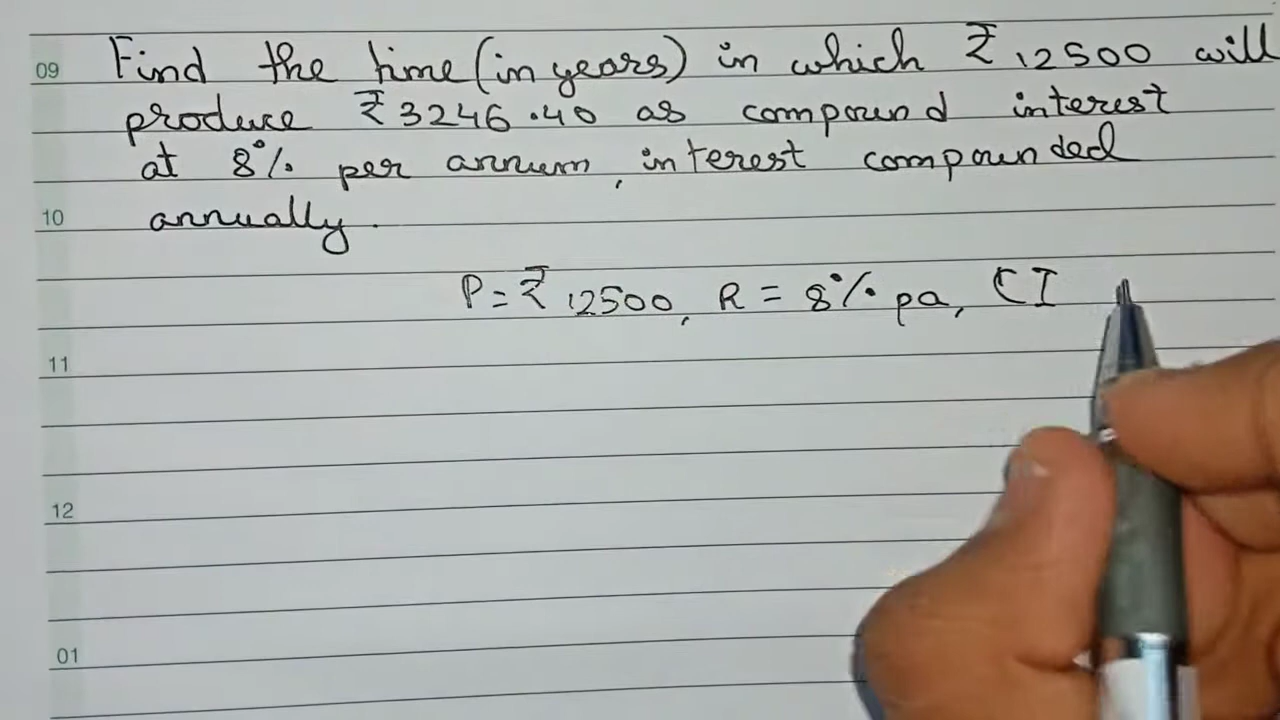 09 Find the time (in years) in which ₹ 12500 will
produce ₹3246.40 as compound interest
at 8% per annum, interest compounded
10 annually.
P = ₹ 12500, R = 8% pa, CI
11
12
01